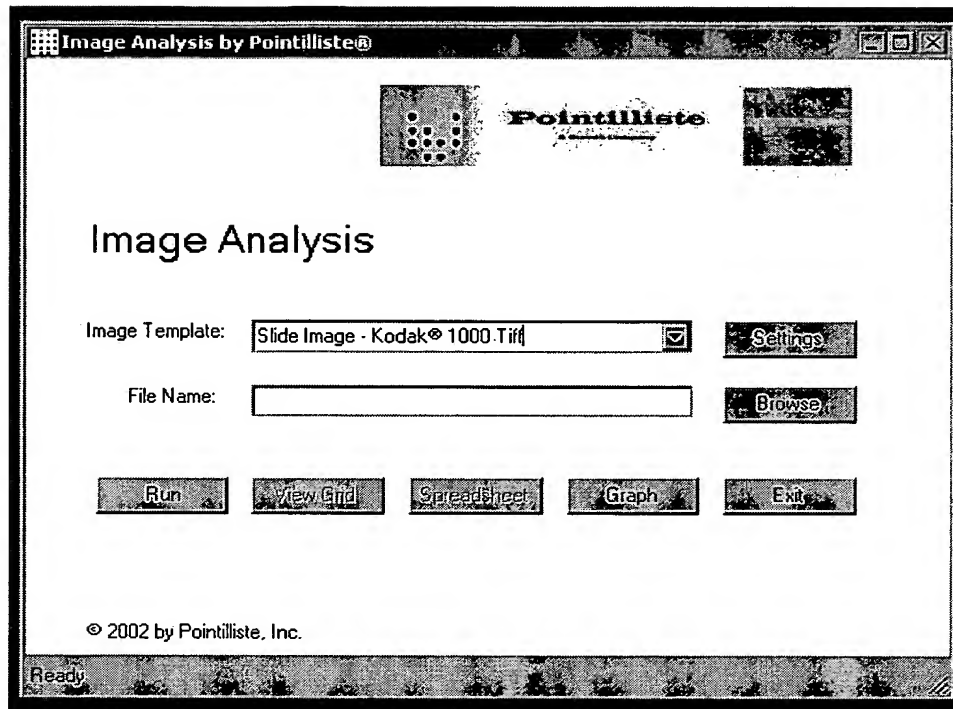 Image Analysis by Pointilliste®
Pointilliste
Image Analysis
Image Template:
Slide Image - Kodak® 1000 Tiff
Settings
File Name:
Browse
Run
View Grid
Spreadsheet
Graph
Exit
© 2002 by Pointilliste, Inc.
Ready